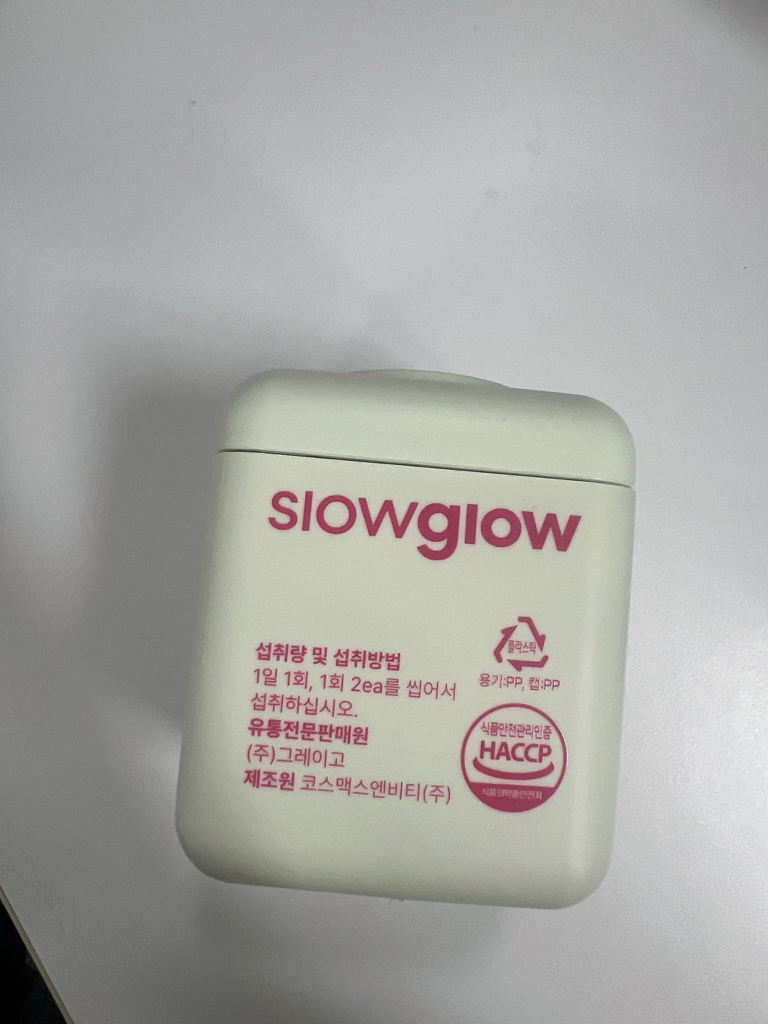 slowglow
섭취량 및 섭취방법
1일 1회, 1회 2ea를 씹어서
섭취하십시오.
유통전문판매원
(주)그레이고
제조원 코스맥스엔비티(주)
플라스틱
용기:PP, 캡:PP
식품안전관리인증
HACCP
식품의약품안전처